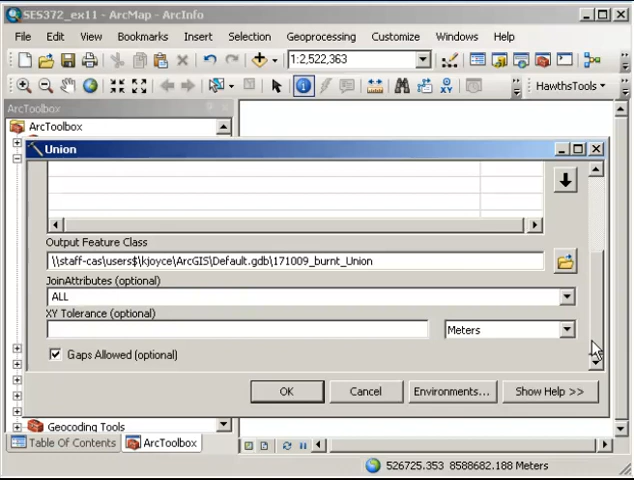 SES372_ex11 - ArcMap - ArcInfo
File Edit View Bookmarks Insert Selection Geoprocessing Customize Windows Help
1:2,522,363
HawthsTools
ArcToolbox
ArcToolbox
Union
Output Feature Class
\\staff-cas\users$\kjoyce\ArcGIS\Default.gdb\171009_burnt_Union
JoinAttributes (optional)
ALL
XY Tolerance (optional)
Meters
Gaps Allowed (optional)
OK Cancel Environments... Show Help >>
Geocoding Tools
Table Of Contents ArcToolbox
526725.353 8588682.188 Meters